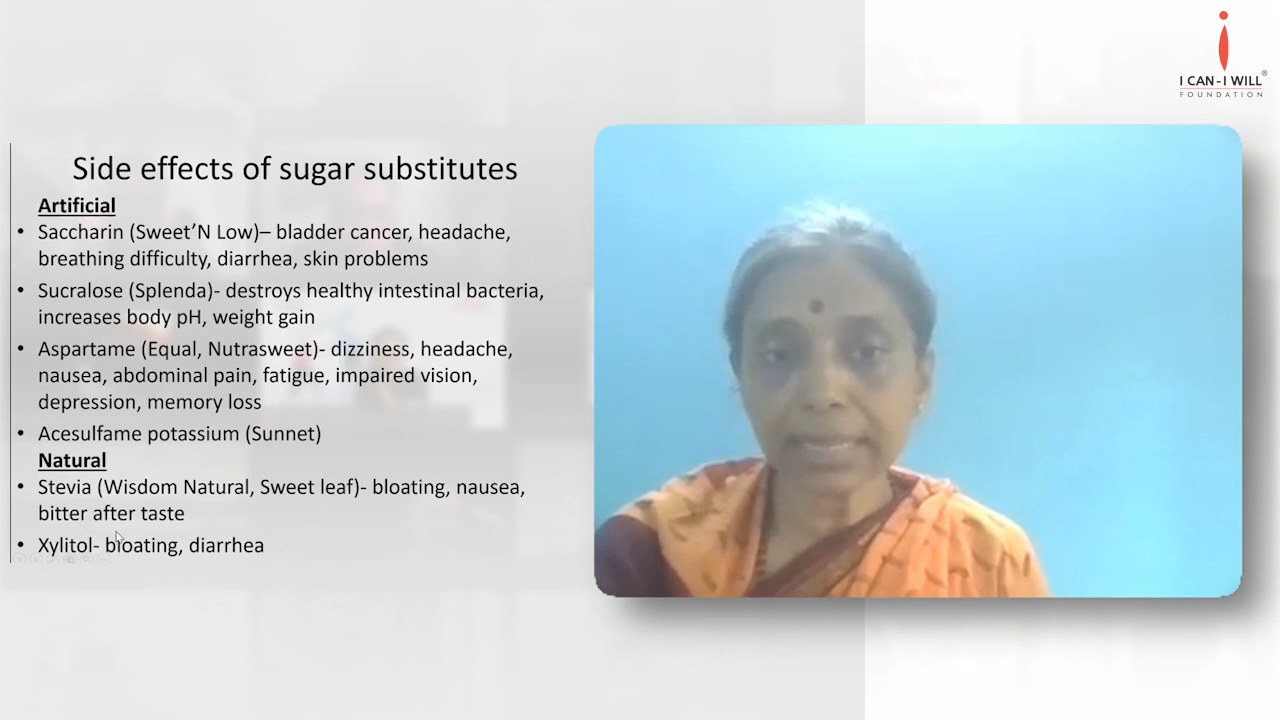 I CAN-I WILL®
FOUNDATION
Side effects of sugar substitutes
Artificial
• Saccharin (Sweet’N Low)– bladder cancer, headache,
breathing difficulty, diarrhea, skin problems
• Sucralose (Splenda)- destroys healthy intestinal bacteria,
increases body pH, weight gain
• Aspartame (Equal, Nutrasweet)- dizziness, headache,
nausea, abdominal pain, fatigue, impaired vision,
depression, memory loss
• Acesulfame potassium (Sunnet)
Natural
• Stevia (Wisdom Natural, Sweet leaf)- bloating, nausea,
bitter after taste
• Xylitol- bloating, diarrhea